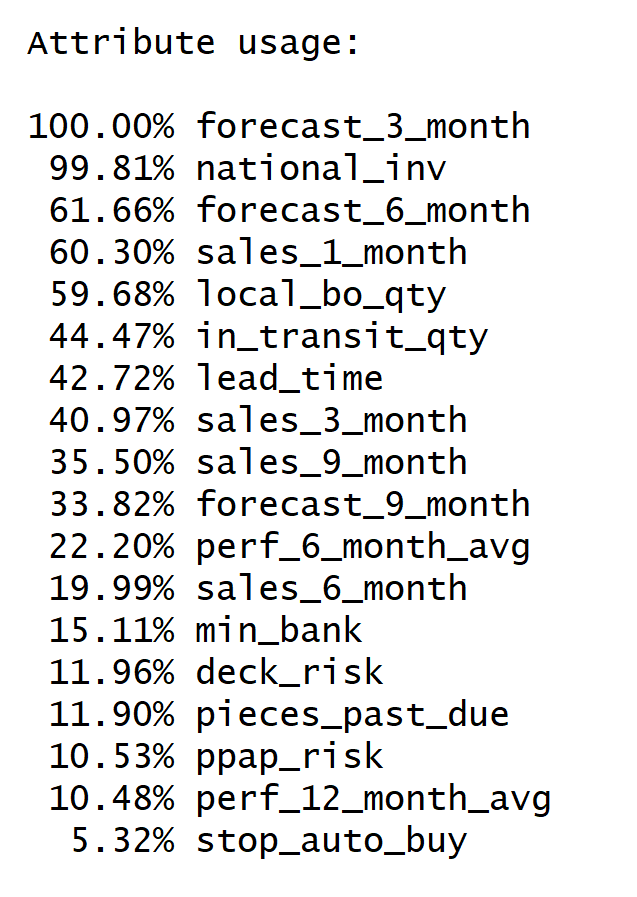 Attribute usage:
100.00% forecast_3_month
99.81% national_inv
61.66% forecast_6_month
60.30% sales_1_month
59.68% local_bo_qty
44.47% in_transit_qty
42.72% lead_time
40.97% sales_3_month
35.50% sales_9_month
33.82% forecast_9_month
22.20% perf_6_month_avg
19.99% sales_6_month
15.11% min_bank
11.96% deck_risk
11.90% pieces_past_due
10.53% ppap_risk
10.48% perf_12_month_avg
5.32% stop_auto_buy